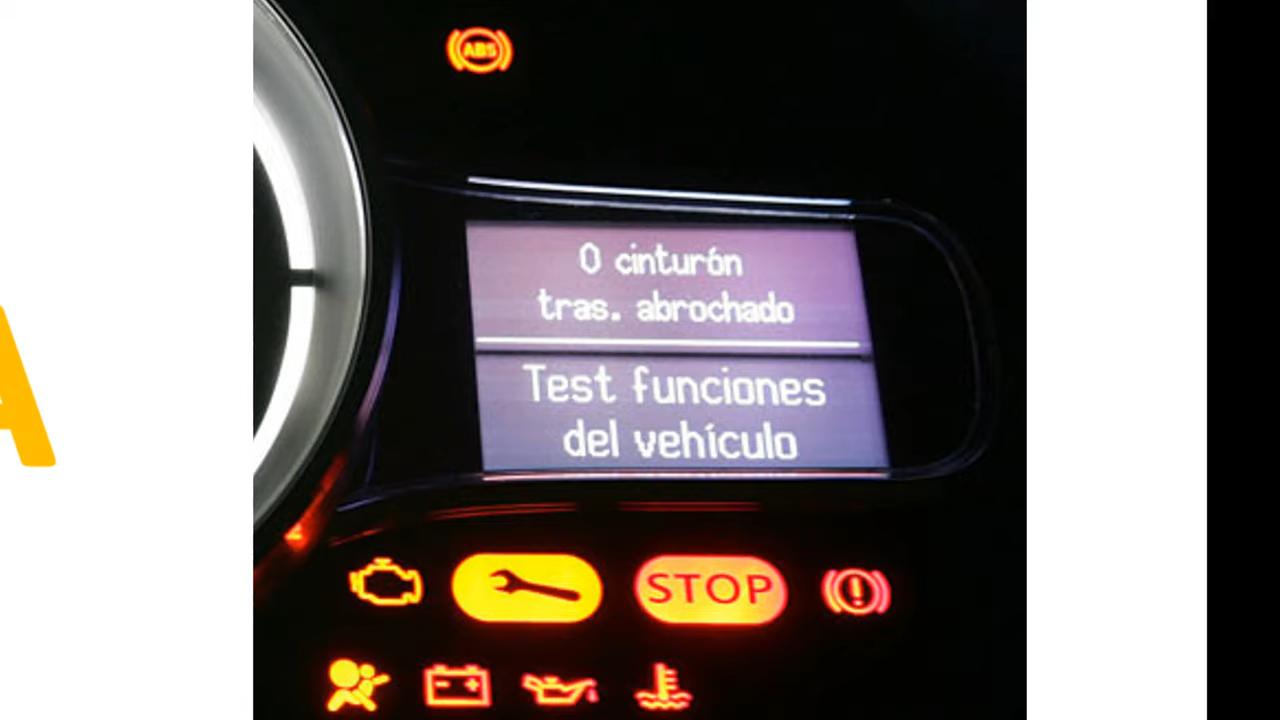 ABS
0 cinturón
tras. abrochado
Test funciones
del vehículo
STOP
A